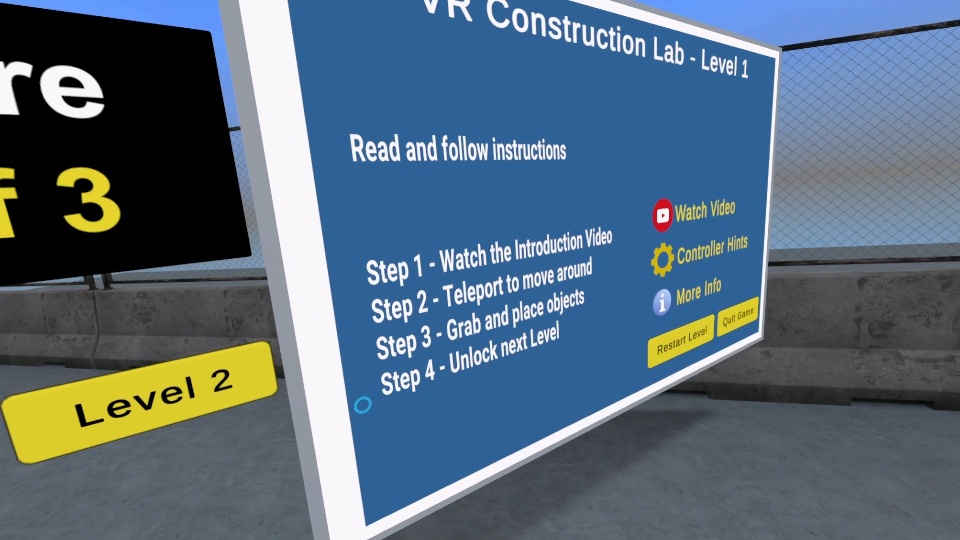 re
f 3
Level 2
VR Construction Lab - Level 1
Read and follow instructions
Step 1 - Watch the Introduction Video
Step 2 - Teleport to move around
Step 3 - Grab and place objects
Step 4 - Unlock next Level
Watch Video
Controller Hints
More Info
Restart Level
Quit Game